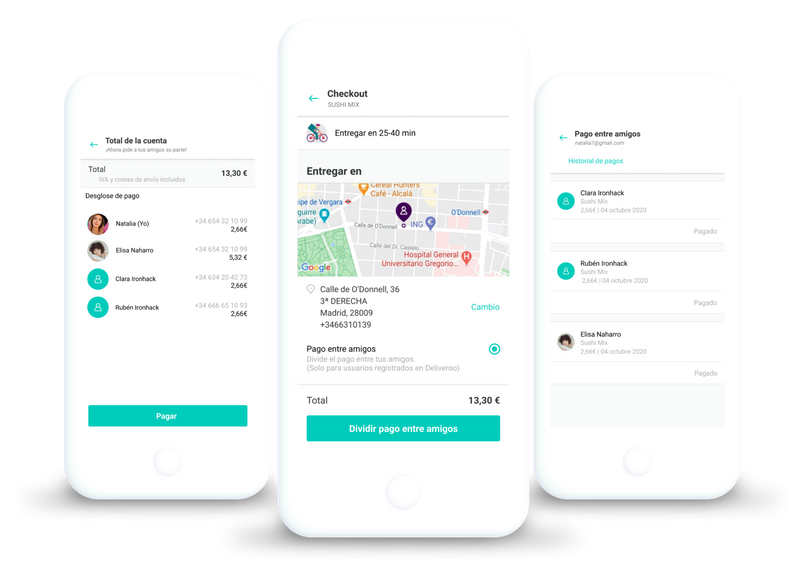 Total de la cuenta
¡Ahora pide a tus amigos su parte!
Total 13,30 €
IVA y costes de envío incluidos
Desglose de pago
Natalia (Yo) +34 654 32 10 99
2,66€
Elisa Naharro +34 654 32 10 99
5,32 €
Clara Ironhack +34 634 20 42 73
2,66€
Rubén Ironhack +34 666 65 10 93
2,66€
Pagar
Checkout
SUSHI MIX
Entregar en 25-40 min
Entregar en
Cereal Hunters
Café - Alcalá
ipe de Vergara
guirre
Arabe)
O'Donnell
ING
Calle de O'Donnell
Calle del Dr. Castelo
Hospital General
Universitario Gregorio...
Google
Calle de O'Donnell, 36
3ª DERECHA
Madrid, 28009
+3466310139
Cambio
Pago entre amigos
Divide el pago entre tus amigos.
(Solo para usuarios registrados en Deliveroo)
Total 13,30 €
Dividir pago entre amigos
Pago entre amigos
natalia7@gmail.com
Historial de pagos
Clara Ironhack
Sushi Mix
2,66€ | 04 octubre 2020
Pagado
Rubén Ironhack
Sushi Mix
2,66€ | 04 octubre 2020
Pagado
Elisa Naharro
Sushi Mix
2,66€ | 04 octubre 2020
Pagado